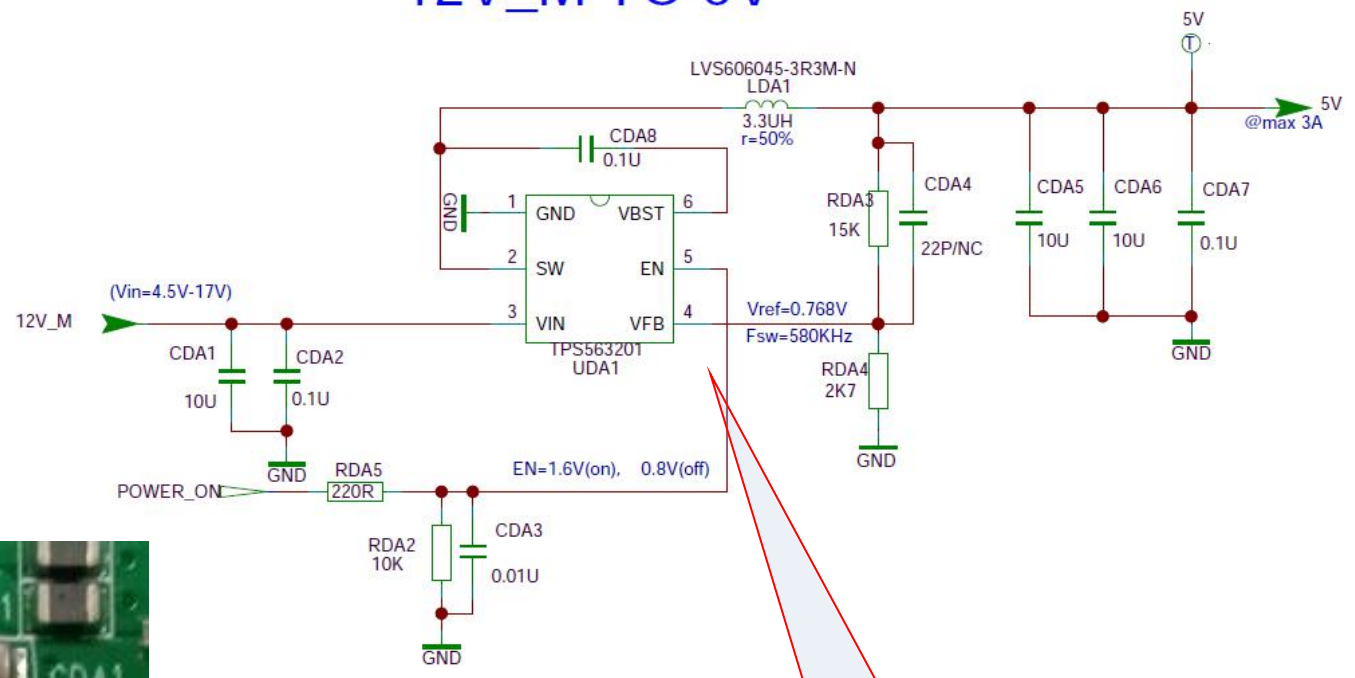 5V
T
LVS606045-3R3M-N
LDA1
3.3UH
r=50%
5V
@max 3A
CDA8
0.1U
GND
1
GND
VBST
6
2
SW
EN
5
3
VIN
VFB
4
TPS563201
UDA1
RDA3
15K
CDA4
22P/NC
CDA5
10U
CDA6
10U
CDA7
0.1U
GND
(Vin=4.5V-17V)
12V_M
CDA1
10U
CDA2
0.1U
GND
Vref=0.768V
Fsw=580KHz
RDA4
2K7
GND
EN=1.6V(on), 0.8V(off)
POWER_ON
RDA5
220R
RDA2
10K
CDA3
0.01U
GND